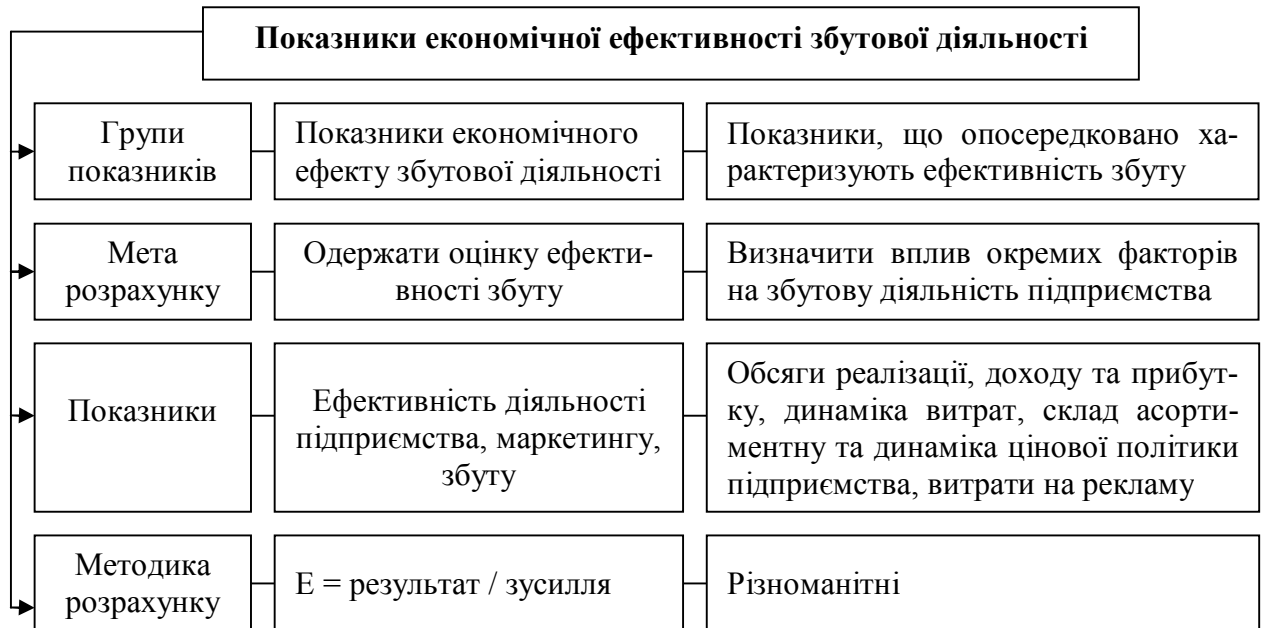 Показники економічної ефективності збутової діяльності
Групи
показників
Показники економічного
ефекту збутової діяльності
Показники, що опосередковано ха-
рактеризують ефективність збуту
Мета
розрахунку
Одержати оцінку ефекти-
вності збуту
Визначити вплив окремих факторів
на збутову діяльність підприємства
Показники
Ефективність діяльності
підприємства, маркетингу,
збуту
Обсяги реалізації, доходу та прибут-
ку, динаміка витрат, склад асорти-
ментну та динаміка цінової політики
підприємства, витрати на рекламу
Методика
розрахунку
Е = результат / зусилля
Різноманітні